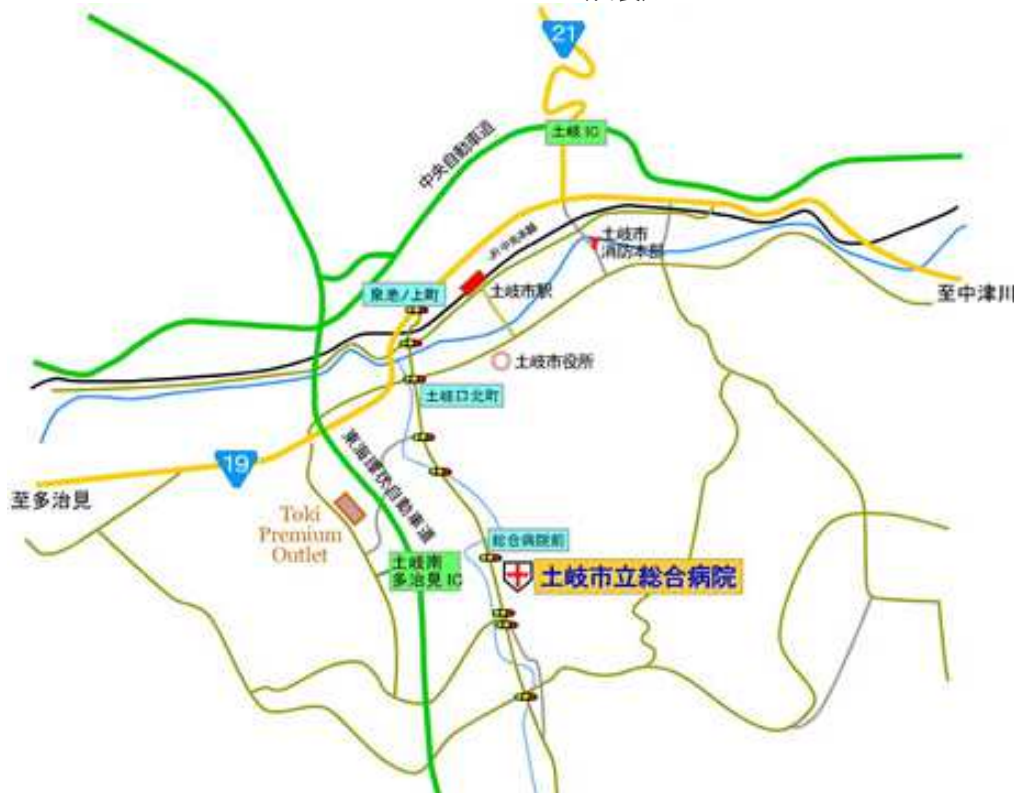 21
土岐IC
中央自動車道
JR中央本線
土岐市
消防本部
泉池ノ上町
土岐市駅
至中津川
土岐市役所
土岐口北町
19
至多治見
東海環状自動車道
Toki
Premium
Outlet
総合病院前
土岐南
多治見IC
土岐市立総合病院